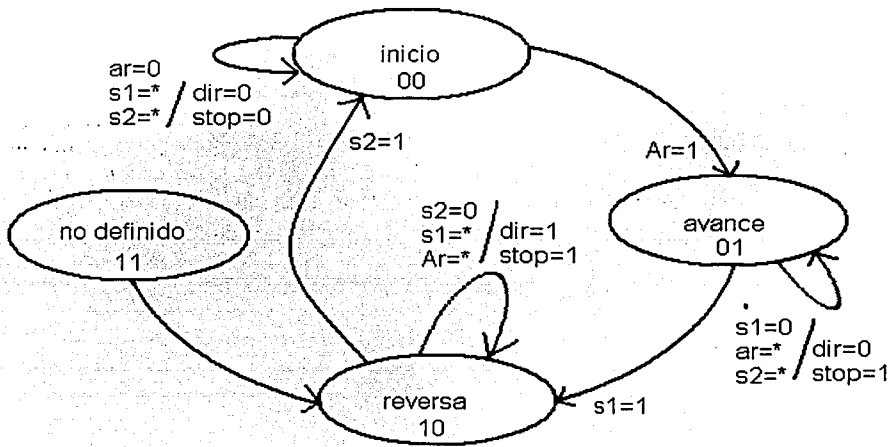 inicio
00
ar=0
s1=* / dir=0
s2=* stop=0
s2=1
Ar=1
no definido
11
s2=0
s1=* / dir=1
Ar=* stop=1
avance
01
s1=0
ar=* / dir=0
s2=* stop=1
reversa
10
s1=1